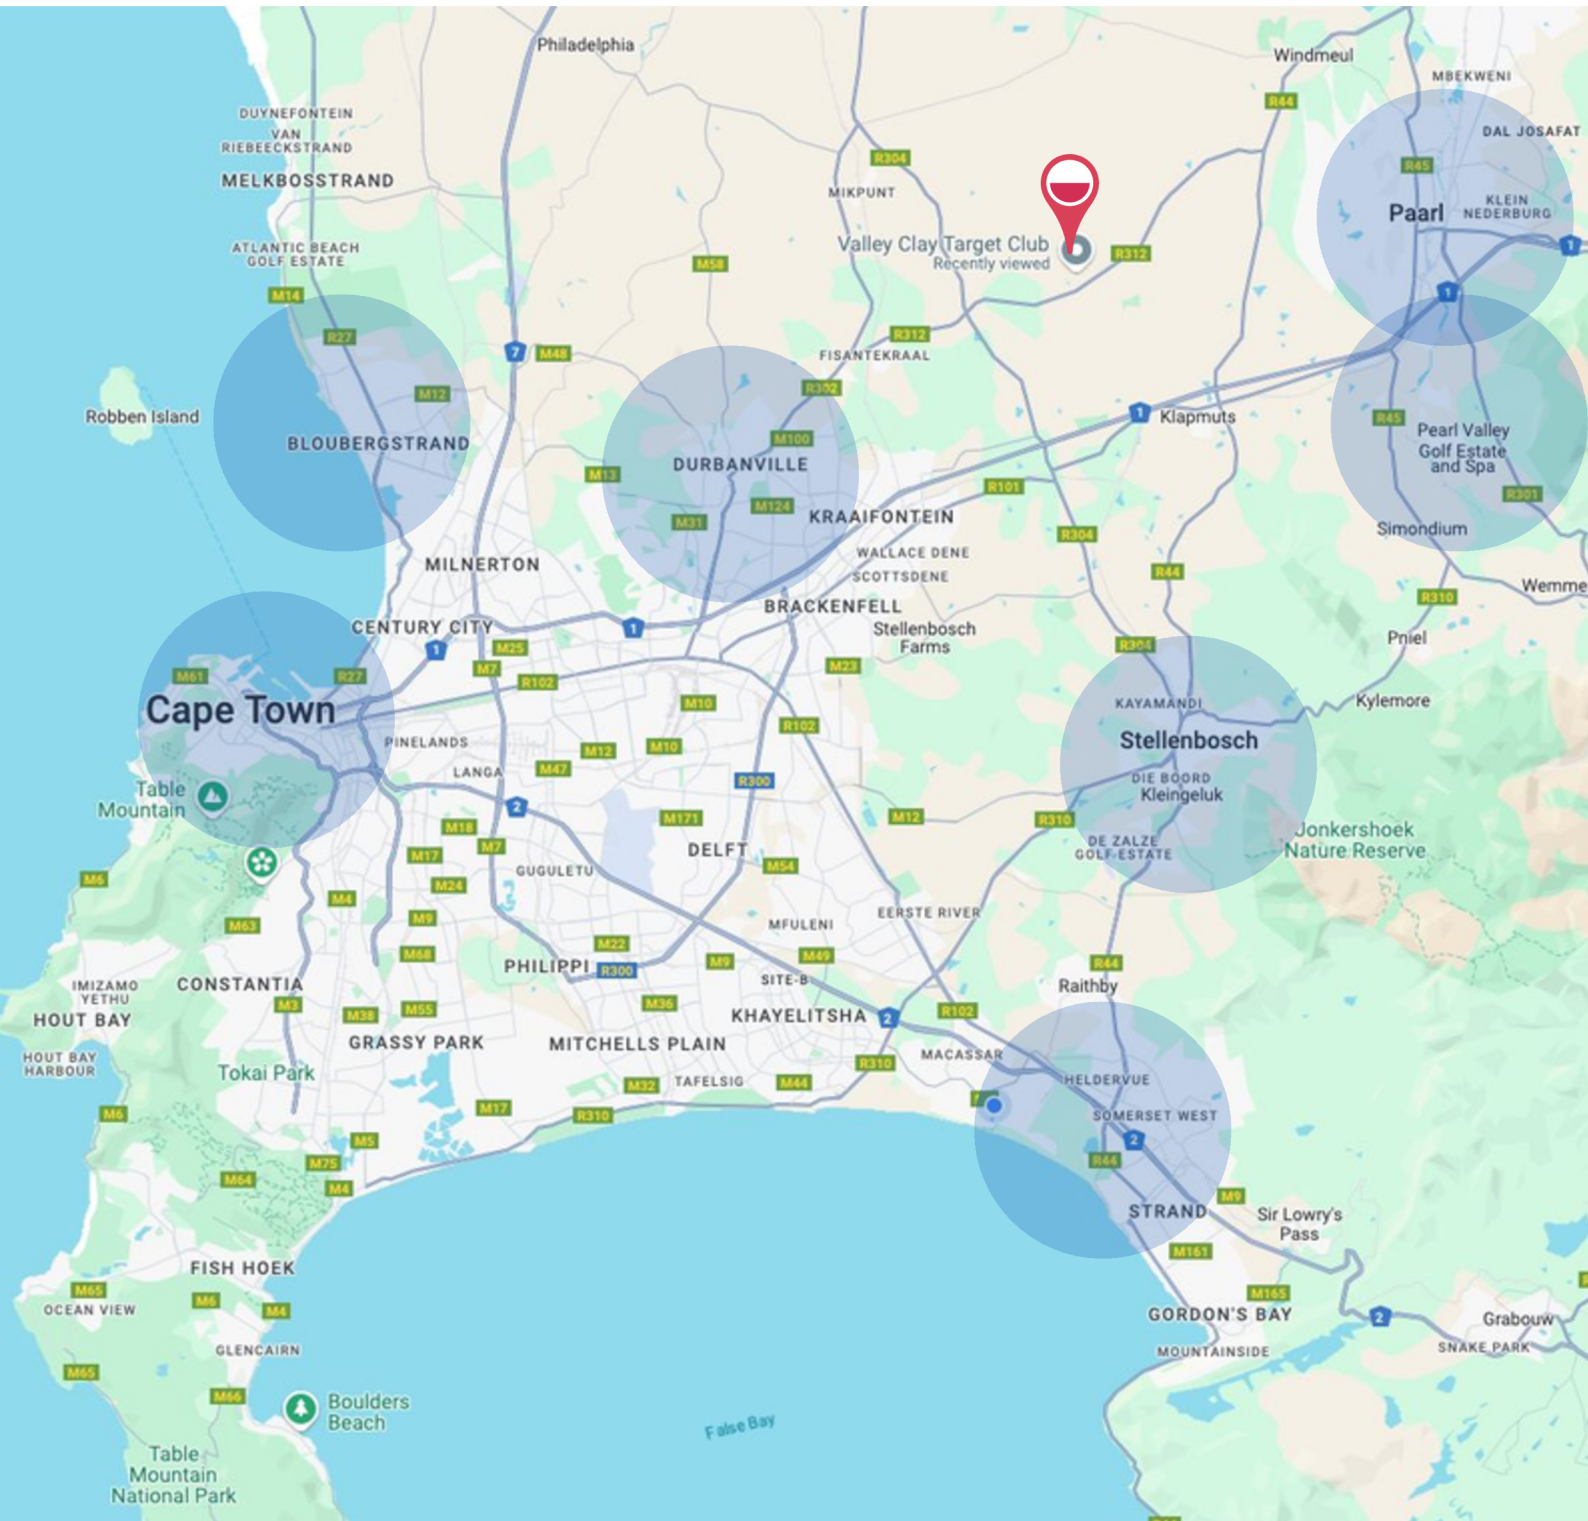 Philadelphia
Windmeul
MBEKWENI
DUYNEFONTEIN
R44
VAN
RIEBEECKSTRAND
DAL JOSAFAT
R304
R45
MELKBOSSTRAND
MIKPUNT
KLEIN
NEDERBURG
Paarl
ATLANTIC BEACH
GOLF ESTATE
Valley Clay Target Club
Recently viewed
R312
1
M58
M14
1
R27
R312
7
M48
FISANTEKRAAL
M12
R302
Robben Island
1
Klapmuts
R45
BLOUBERGSTRAND
M100
Pearl Valley
Golf Estate
and Spa
DURBANVILLE
M13
R101
R301
M124
M31
KRAAIFONTEIN
Simondium
R304
WALLACE DENE
MILNERTON
SCOTTSDENE
R44
Wemme
R310
BRACKENFELL
CENTURY CITY
1
Stellenbosch
Farms
Pniel
M25
1
R304
M7
M23
M61
R27
R102
Kylemore
M10
KAYAMANDI
Cape Town
R102
PINELANDS
M12
M10
Stellenbosch
LANGA
M47
R300
DIE BOORD
Kleingeluk
Table
Mountain
2
M171
M12
R310
M18
Jonkershoek
Nature Reserve
M7
DELFT
DE ZALZE
GOLF ESTATE
M17
M54
M6
M24
GUGULETU
M4
M9
EERSTE RIVER
M63
MFULENI
M68
M22
M49
PHILIPPI
R300
M9
R44
CONSTANTIA
SITE-B
IMIZAMO
YETHU
Raithby
M3
M55
M36
R102
HOUT BAY
M38
KHAYELITSHA
2
GRASSY PARK
MITCHELLS PLAIN
MACASSAR
HOUT BAY
HARBOUR
R310
Tokai Park
M32
TAFELSIG
M44
HELDERVUE
M6
M17
R310
SOMERSET WEST
M5
2
M75
R44
M64
M4
M9
STRAND
Sir Lowry's
Pass
M161
FISH HOEK
M65
M6
M4
M165
OCEAN VIEW
GORDON'S BAY
2
Grabouw
GLENCAIRN
MOUNTAINSIDE
SNAKE PARK
M65
M66
Boulders
Beach
False Bay
Table
Mountain
National Park